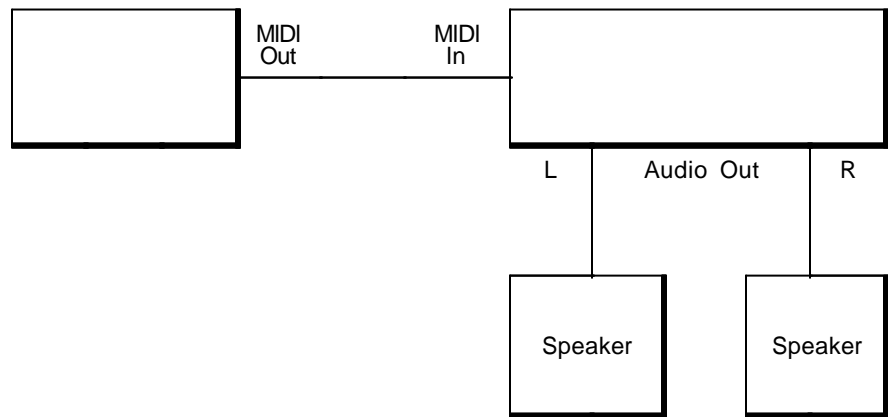 MIDI
Out
MIDI
In
L
Audio Out
R
Speaker
Speaker